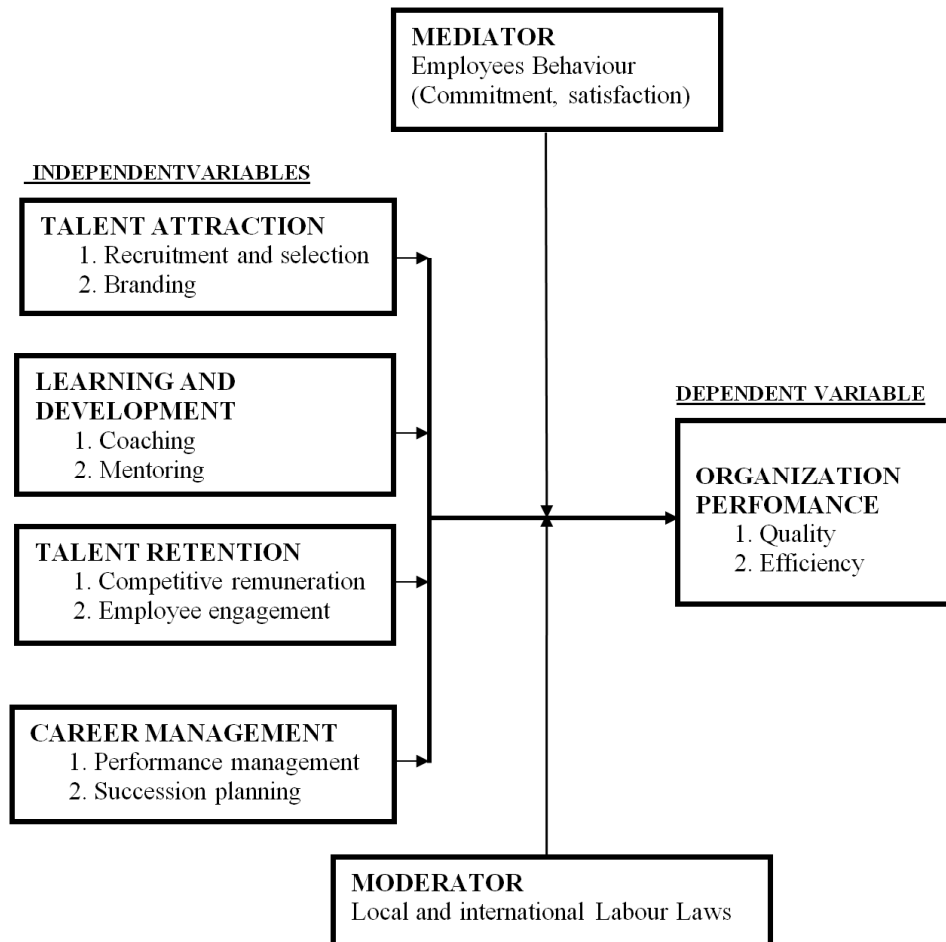 MEDIATOR
Employees Behaviour
(Commitment, satisfaction)
INDEPENDENTVARIABLES
TALENT ATTRACTION
1. Recruitment and selection
2. Branding
LEARNING AND
DEVELOPMENT
1. Coaching
2. Mentoring
TALENT RETENTION
1. Competitive remuneration
2. Employee engagement
CAREER MANAGEMENT
1. Performance management
2. Succession planning
DEPENDENT VARIABLE
ORGANIZATION
PERFOMANCE
1. Quality
2. Efficiency
MODERATOR
Local and international Labour Laws